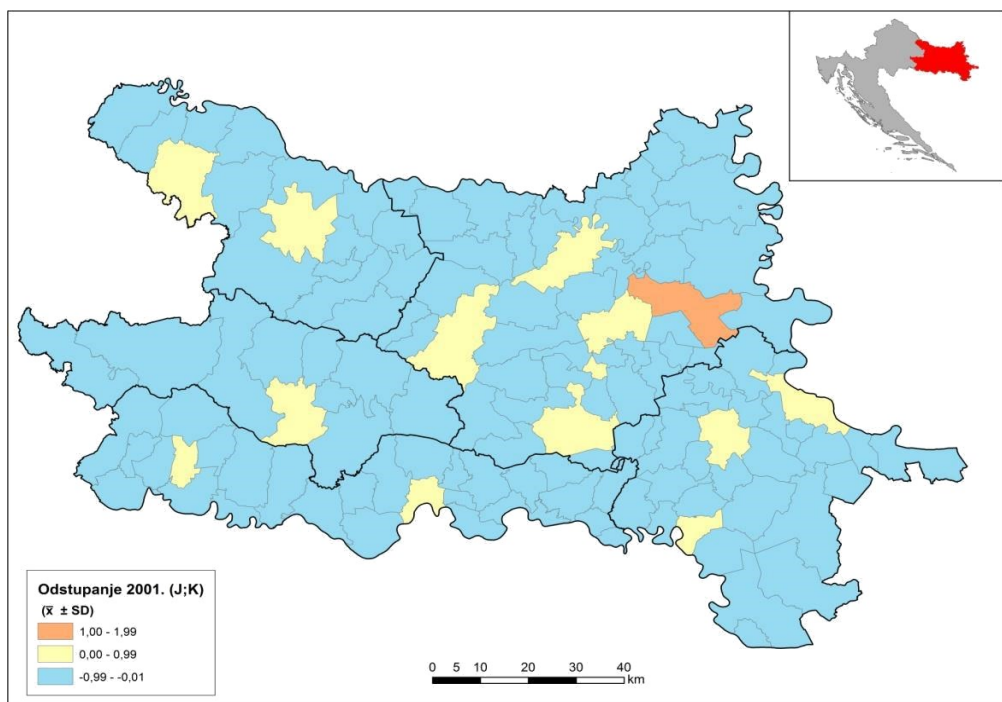 Odstupanje 2001. (J;K)
(x̅ ± SD)
1,00 - 1,99
0,00 - 0,99
-0,99 - -0,01
0 5 10 20 30 40
km